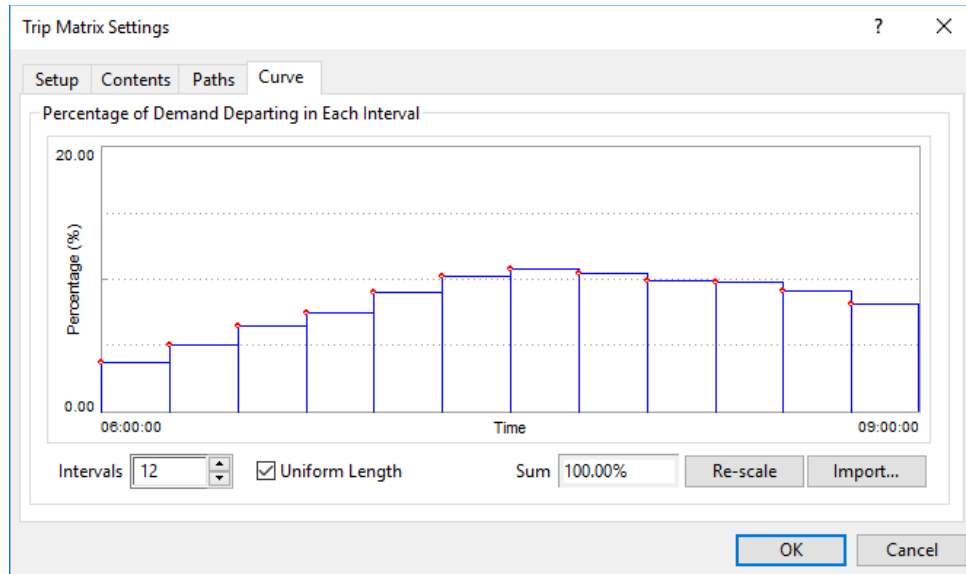 Trip Matrix Settings ?
Setup Contents Paths Curve
Percentage of Demand Departing in Each Interval
20.00
Percentage (%)
0.00
06:00:00 Time 09:00:00
Intervals 12 Uniform Length Sum 100.00% Re-scale Import...
OK Cancel